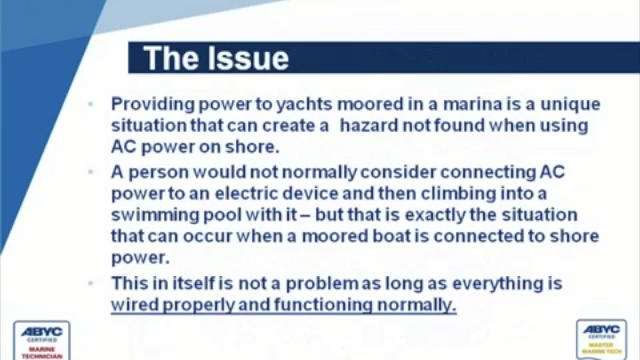 The Issue
Providing power to yachts moored in a marina is a unique
situation that can create a hazard not found when using
AC power on shore.
A person would not normally consider connecting AC
power to an electric device and then climbing into a
swimming pool with it – but that is exactly the situation
that can occur when a moored boat is connected to shore
power.
This in itself is not a problem as long as everything is
wired properly and functioning normally.
ABYC
CERTIFIED
MARINE
TECHNICIAN
ABYC
CERTIFIED
MASTER
MARINE TECH